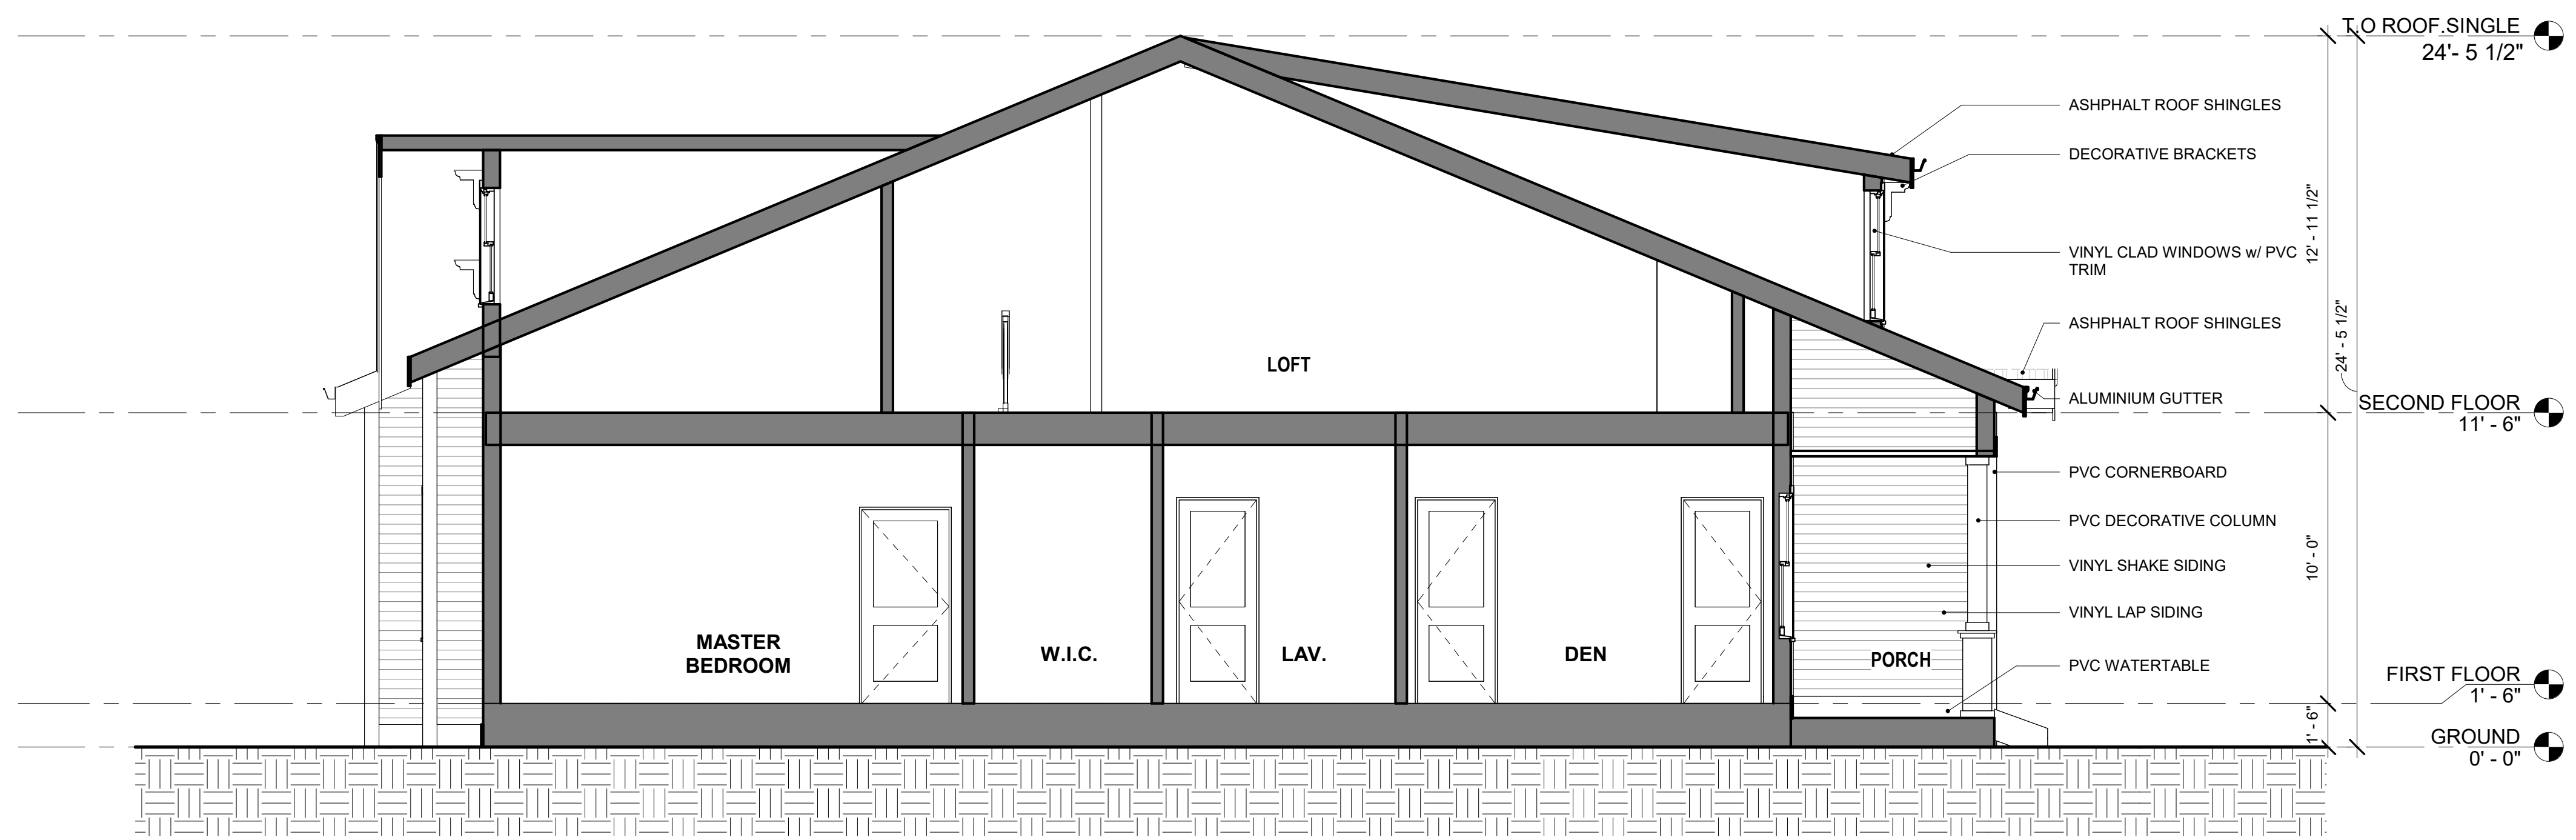 T.O ROOF.SINGLE
24'- 5 1/2"
ASHPHALT ROOF SHINGLES
DECORATIVE BRACKETS
VINYL CLAD WINDOWS w/ PVC
TRIM
12' - 11 1/2"
ASHPHALT ROOF SHINGLES
24' - 5 1/2"
LOFT
ALUMINIUM GUTTER
SECOND FLOOR
11' - 6"
PVC CORNERBOARD
PVC DECORATIVE COLUMN
10' - 0"
VINYL SHAKE SIDING
VINYL LAP SIDING
MASTER
BEDROOM
W.I.C.
LAV.
DEN
PORCH
PVC WATERTABLE
FIRST FLOOR
1' - 6"
1' - 6"
GROUND
0' - 0"